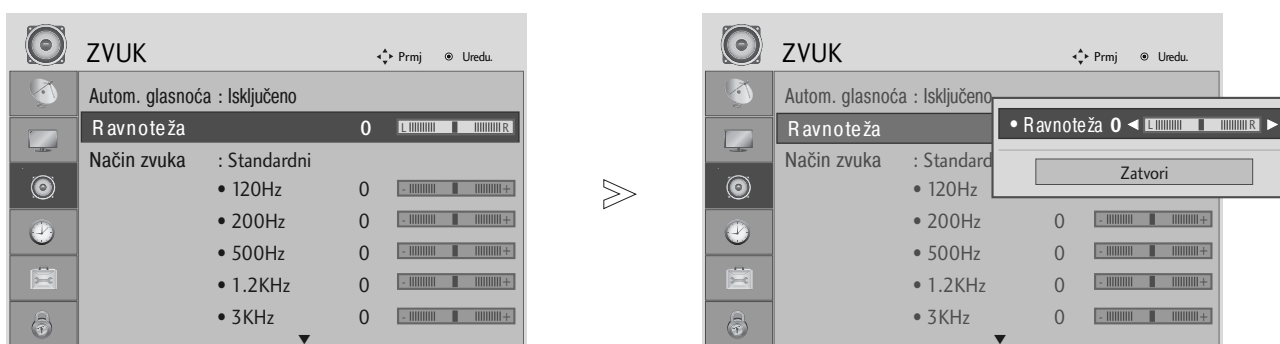 ZVUK
Prmj Uredu.
Autom. glasnoća : Isključeno
Ravnoteža 0 L R
Način zvuka : Standardni
• 120Hz 0 - +
• 200Hz 0 - +
• 500Hz 0 - +
• 1.2KHz 0 - +
• 3KHz 0 - +
ZVUK
Prmj Uredu.
Autom. glasnoća : Isključeno
Ravnoteža
• Ravnoteža 0 L R
Način zvuka : Standard
Zatvori
• 120Hz
• 200Hz 0 - +
• 500Hz 0 - +
• 1.2KHz 0 - +
• 3KHz 0 - +